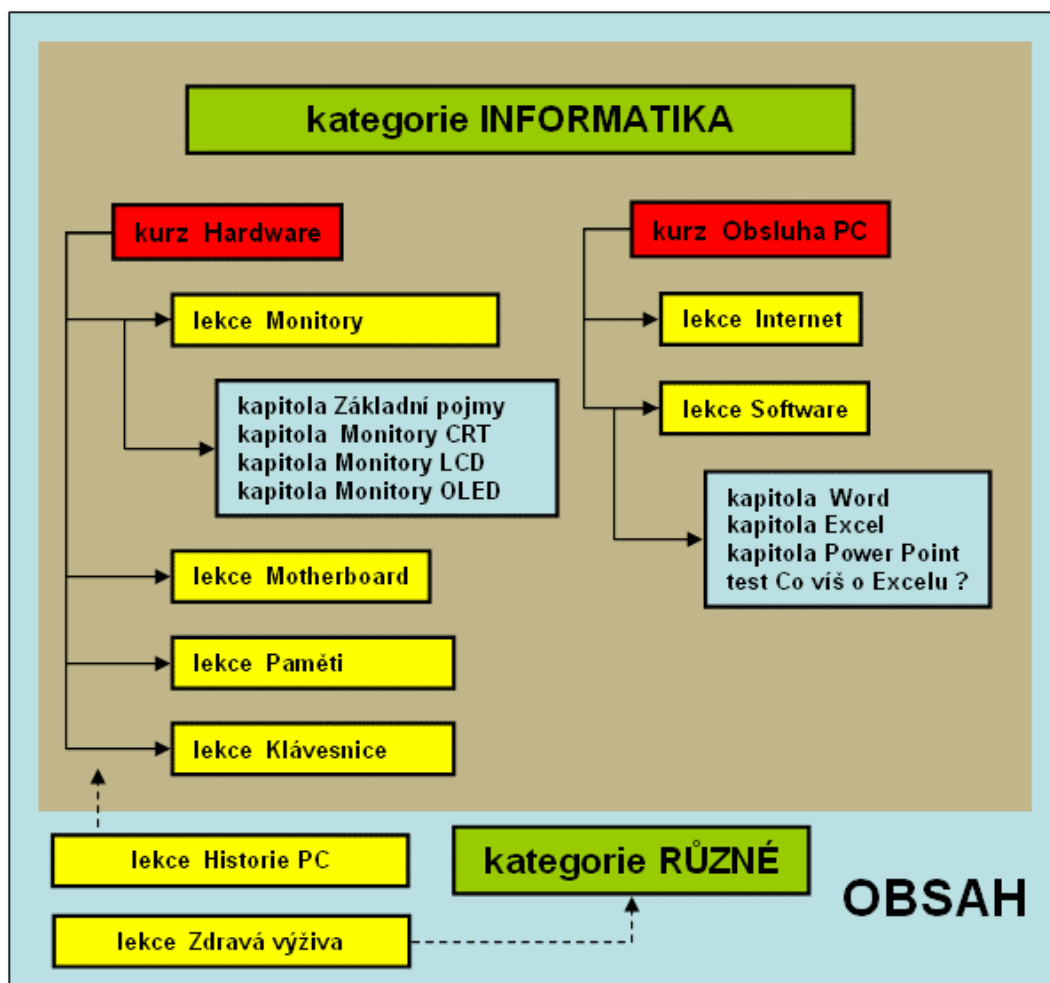 kategorie INFORMATIKA
kurz Hardware
lekce Monitory
kapitola Základní pojmy
kapitola Monitory CRT
kapitola Monitory LCD
kapitola Monitory OLED
lekce Motherboard
lekce Paměti
lekce Klávesnice
kurz Obsluha PC
lekce Internet
lekce Software
kapitola Word
kapitola Excel
kapitola Power Point
test Co víš o Excelu ?
lekce Historie PC
lekce Zdravá výživa
kategorie RŮZNÉ
OBSAH